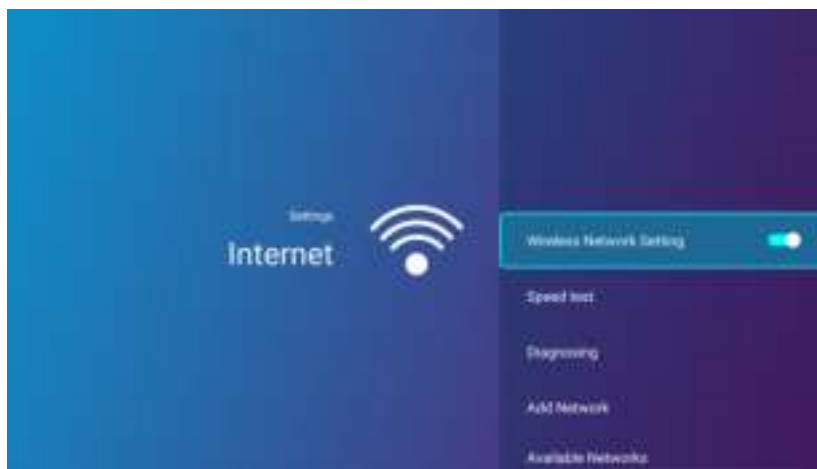 Settings
Internet
Wireless Network Setting
Speed test
Diagnosing
Add Network
Available Networks